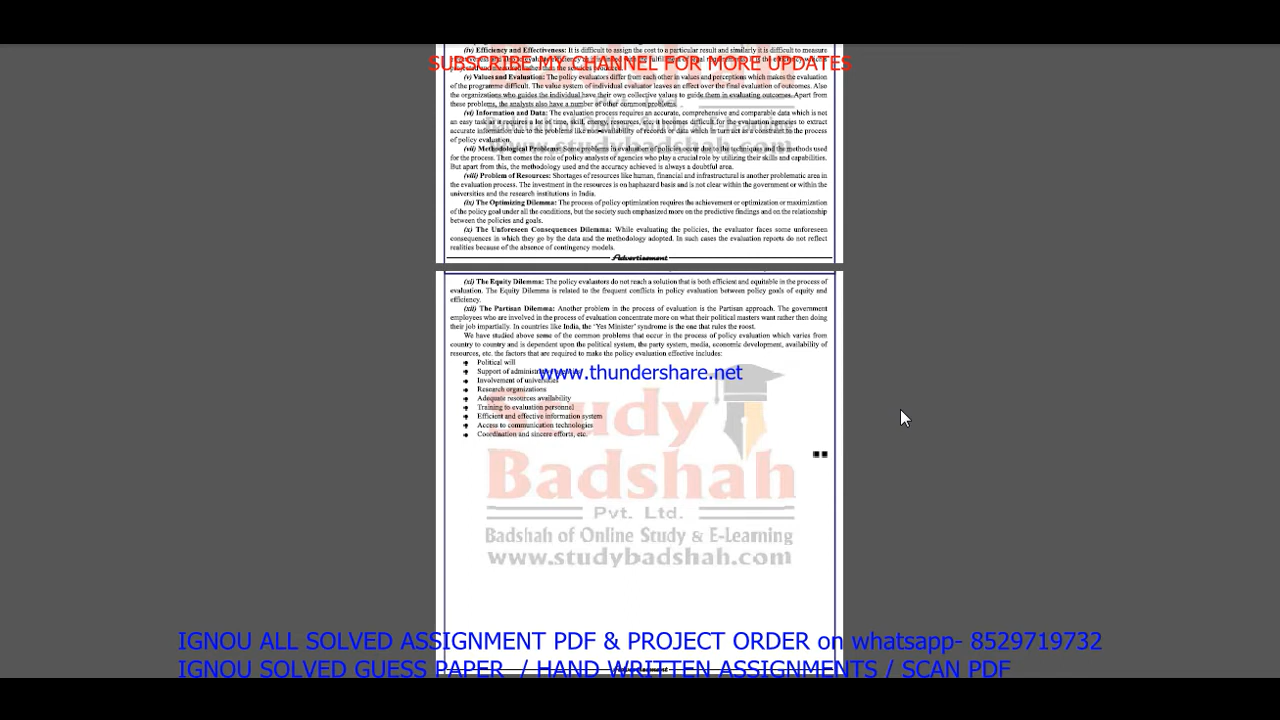 (iv) Efficiency and Effectiveness: It is difficult to assign the cost to a particular result and similarly it is difficult to measure
SUBSCRIBE MY CHANNEL FOR MORE UPDATES
(v) Values and Evaluation: The policy evaluators differ from each other in values and perceptions which makes the evaluation
of the programme difficult. The value system of individual evaluator leaves an effect over the final evaluation of outcomes. Also
the organizations who guides the individual have their own collective values to guide them in evaluating outcomes. Apart from
these problems, the analysts also have a number of other common problems.
(vi) Information and Data: The evaluation process requires an accurate, comprehensive and comparable data which is not
an easy task as it requires a lot of time, skill, energy, resources, etc. it becomes difficult for the evaluation agencies to extract
accurate information due to the problems like non-availability of records or data which in turn act as a constraint to the process
of policy evaluation.
www.studybadshah.com
(vii) Methodological Problems: Some problems in evaluation of policies occur due to the techniques and the methods used
for the process. Then comes the role of policy analysts or agencies who play a crucial role by utilizing their skills and capabilities.
But apart from this, the methodology used and the accuracy achieved is always a doubtful area.
(viii) Problem of Resources: Shortages of resources like human, financial and infrastructural is another problematic area in
the evaluation process. The investment in the resources is on haphazard basis and is not clear within the government or within the
universities and the research institutions in India.
(ix) The Optimizing Dilemma: The process of policy optimization requires the achievement or optimization or maximization
of the policy goal under all the conditions, but the society such emphasized more on the predictive findings and on the relationship
between the policies and goals.
(x) The Unforeseen Consequences Dilemma: While evaluating the policies, the evaluator faces some unforeseen
consequences in which they go by the data and the methodology adopted. In such cases the evaluation reports do not reflect
realities because of the absence of contingency models.
Advertisement
(xi) The Equity Dilemma: The policy evaluators do not reach a solution that is both efficient and equitable in the process of
evaluation. The Equity Dilemma is related to the frequent conflicts in policy evaluation between policy goals of equity and
efficiency.
(xii) The Partisan Dilemma: Another problem in the process of evaluation is the Partisan approach. The government
employees who are involved in the process of evaluation concentrate more on what their political masters want rather then doing
their job impartially. In countries like India, the 'Yes Minister' syndrome is the one that rules the roost.
We have studied above some of the common problems that occur in the process of policy evaluation which varies from
country to country and is dependent upon the political system, the party system, media, economic development, availability of
resources, etc. the factors that are required to make the policy evaluation effective includes:
Political will
Support of
www.thundershare.net
Involvement of universities
Research organizations
Adequate resources availability
Training to evaluation personnel
Efficient and effective information system
Access to communication technologies
Coordination and sincere efforts, etc.
Study
Badshah
Pvt. Ltd.
Badshah of Online Study & E-Learning
www.studybadshah.com
IGNOU ALL SOLVED ASSIGNMENT PDF & PROJECT ORDER on whatsapp- 8529719732
IGNOU SOLVED GUESS PAPER / HAND WRITTEN ASSIGNMENTS / SCAN PDF